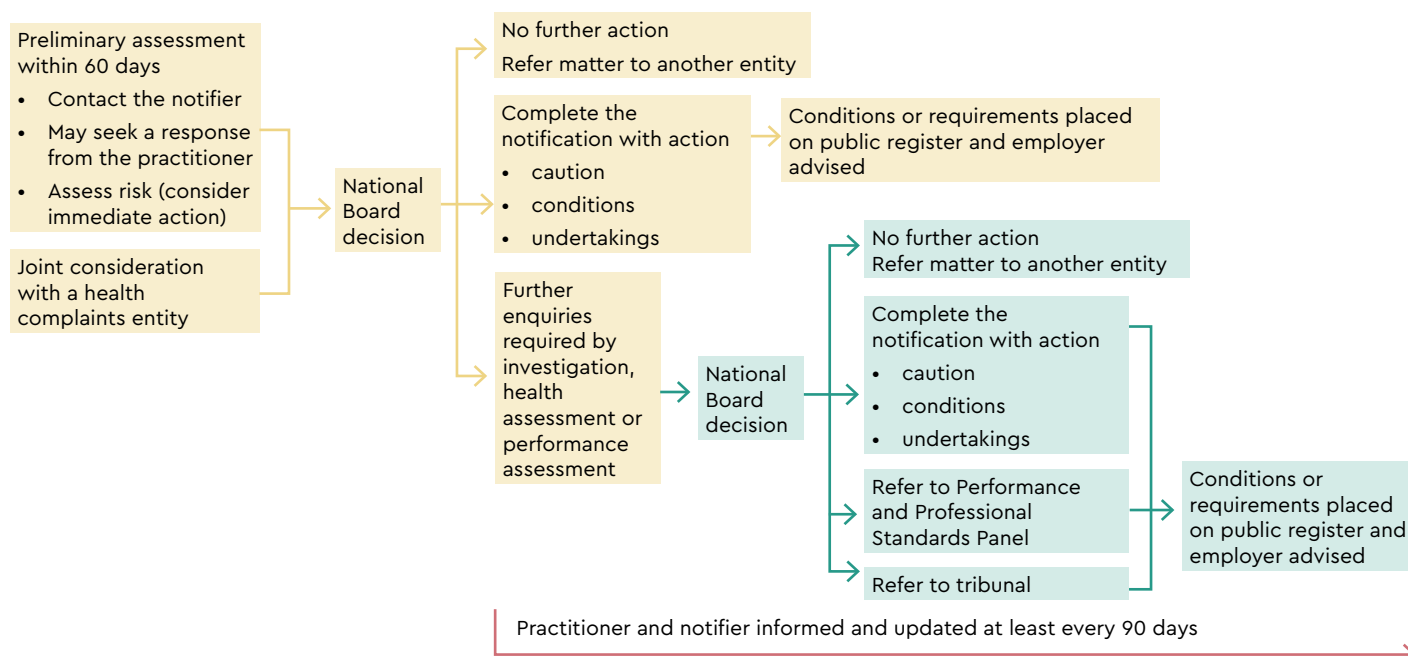 Preliminary assessment
within 60 days
• Contact the notifier
• May seek a response
from the practitioner
• Assess risk (consider
immediate action)
Joint consideration
with a health
complaints entity
National
Board
decision
No further action
Refer matter to another entity
Complete the
notification with action
• caution
• conditions
• undertakings
Conditions or requirements placed
on public register and employer
advised
Further
enquiries
required by
investigation,
health
assessment or
performance
assessment
National
Board
decision
No further action
Refer matter to another entity
Complete the
notification with action
• caution
• conditions
• undertakings
Refer to Performance
and Professional
Standards Panel
Refer to tribunal
Conditions or
requirements placed
on public register and
employer advised
Practitioner and notifier informed and updated at least every 90 days